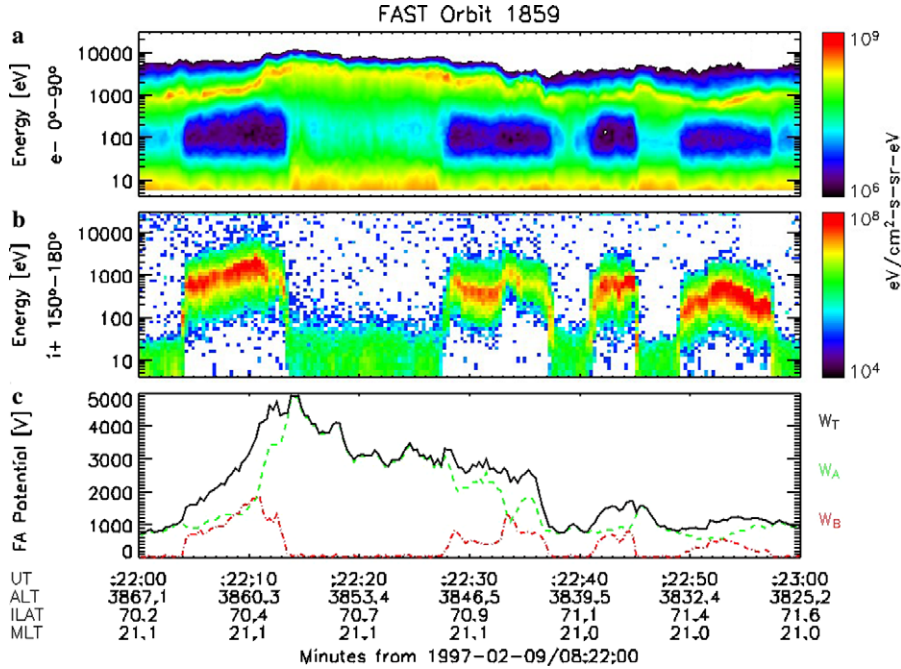 FAST Orbit 1859
a
Energy [eV]
e- 0°-90°
10000
1000
100
10
10⁹
10⁶
b
Energy [eV]
i+ 150°-180°
10000
1000
100
10
10⁸
10⁴
eV/cm²-s-sr-eV
c
FA Potential [V]
5000
4000
3000
2000
1000
0
W_T
W_A
W_B
UT :22:00 :22:10 :22:20 :22:30 :22:40 :22:50 :23:00
ALT 3867.1 3860.3 3853.4 3846.5 3839.5 3832.4 3825.2
ILAT 70.2 70.4 70.7 70.9 71.1 71.4 71.6
MLT 21.1 21.1 21.1 21.1 21.0 21.0 21.0
Minutes from 1997-02-09/08:22:00